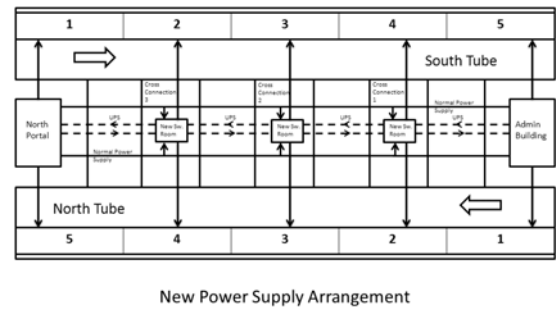 1 2 3 4 5
South Tube
Cross
Connection
3
Cross
Connection
2
Cross
Connection
1
Normal Power
Supply
UPS UPS UPS UPS
North
Portal
New Sw.
Room
New Sw.
Room
New Sw.
Room
Admin
Building
Normal Power
Supply
North Tube
5 4 3 2 1
New Power Supply Arrangement